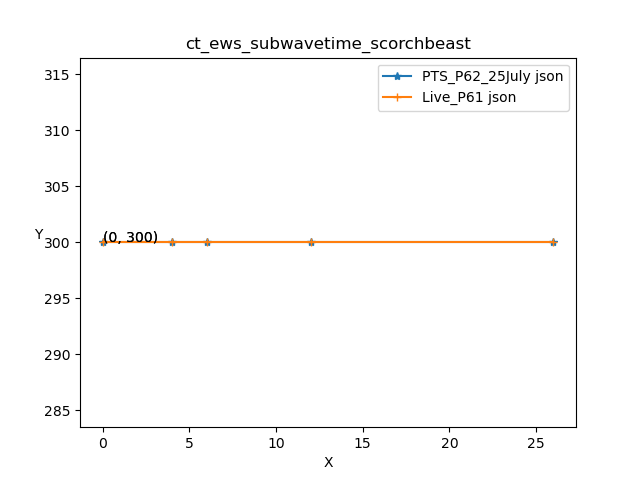 ct_ews_subwavetime_scorchbeast
PTS_P62_25July json
Live_P61 json
315
310
305
300
295
290
285
Y
(0, 300)
0 5 10 15 20 25
X